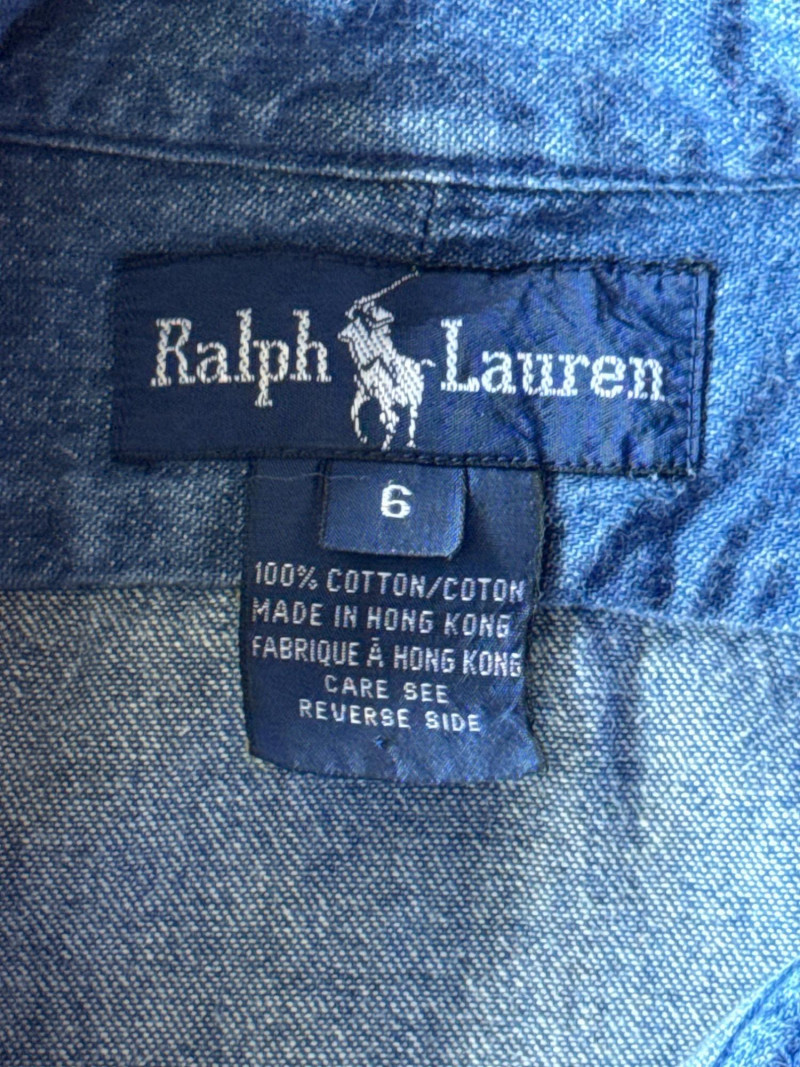 Ralph Lauren
6
100% COTTON/COTON
MADE IN HONG KONG
FABRIQUE À HONG KONG
CARE SEE
REVERSE SIDE